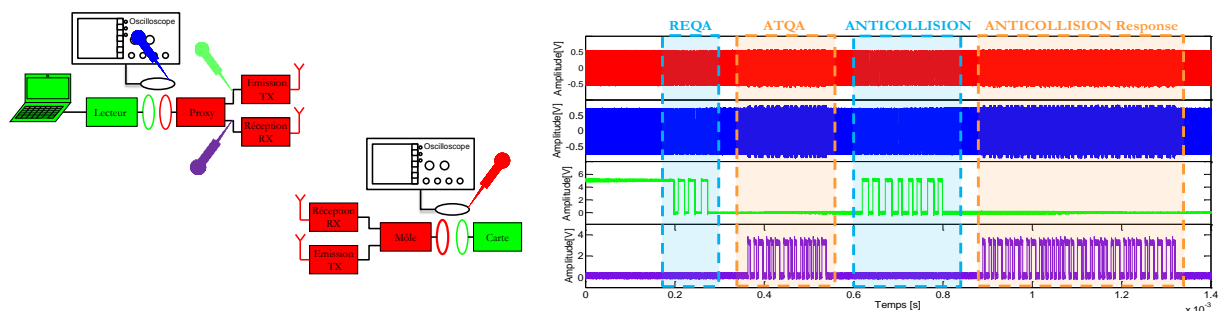 Oscilloscope
Emission
TX
Lecteur
Proxy
Réception
RX
Oscilloscope
Réception
RX
Môle
Carte
Emission
TX
REQA
ATQA
ANTICOLLISION
ANTICOLLISION Response
Amplitude[V]
0.5
0
-0.5
Amplitude[V]
0.5
0
-0.5
Amplitude[V]
6
4
2
0
Amplitude[V]
4
2
0
0
0.2
0.4
0.6
0.8
1
1.2
1.4
Temps [s]
x 10⁻³